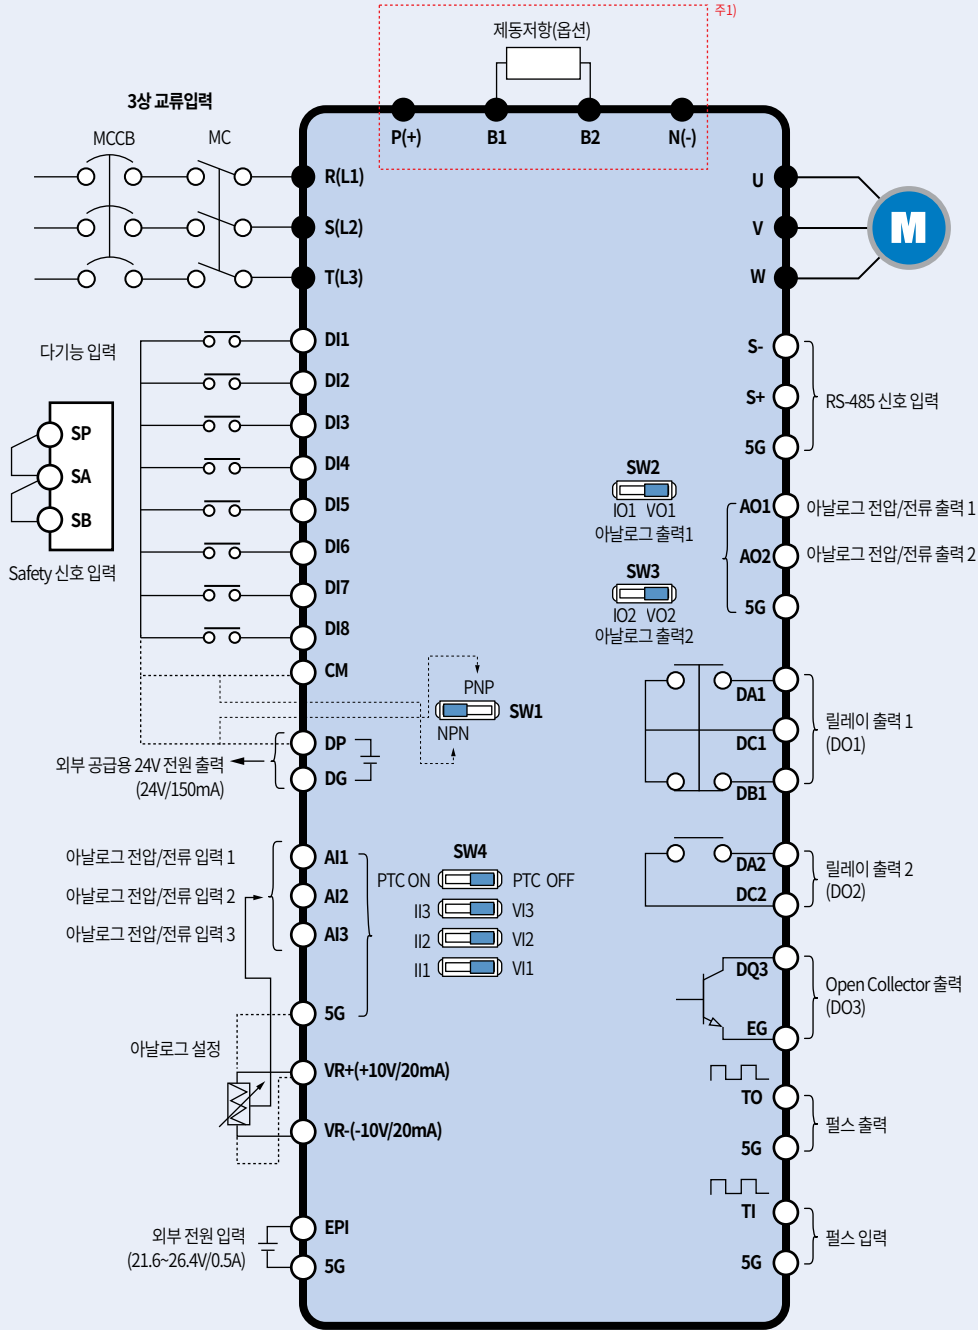 주1)
제동저항(옵션)
P(+)
B1
B2
N(-)
3상 교류입력
MCCB
MC
R(L1)
S(L2)
T(L3)
U
V
W
M
다기능 입력
DI1
DI2
DI3
DI4
DI5
DI6
DI7
DI8
CM
SP
SA
SB
Safety 신호 입력
S-
S+
5G
RS-485 신호 입력
SW2
IO1 VO1
아날로그 출력1
SW3
IO2 VO2
아날로그 출력2
AO1
아날로그 전압/전류 출력 1
AO2
아날로그 전압/전류 출력 2
5G
PNP
SW1
NPN
DA1
DC1
DB1
릴레이 출력 1
(DO1)
DP
DG
외부 공급용 24V 전원 출력
(24V/150mA)
아날로그 전압/전류 입력 1
아날로그 전압/전류 입력 2
아날로그 전압/전류 입력 3
AI1
AI2
AI3
5G
SW4
PTC ON PTC OFF
II3 VI3
II2 VI2
II1 VI1
DA2
DC2
릴레이 출력 2
(DO2)
DQ3
EG
Open Collector 출력
(DO3)
아날로그 설정
VR+(+10V/20mA)
VR-(-10V/20mA)
TO
5G
펄스 출력
TI
5G
펄스 입력
외부 전원 입력
(21.6~26.4V/0.5A)
EPI
5G